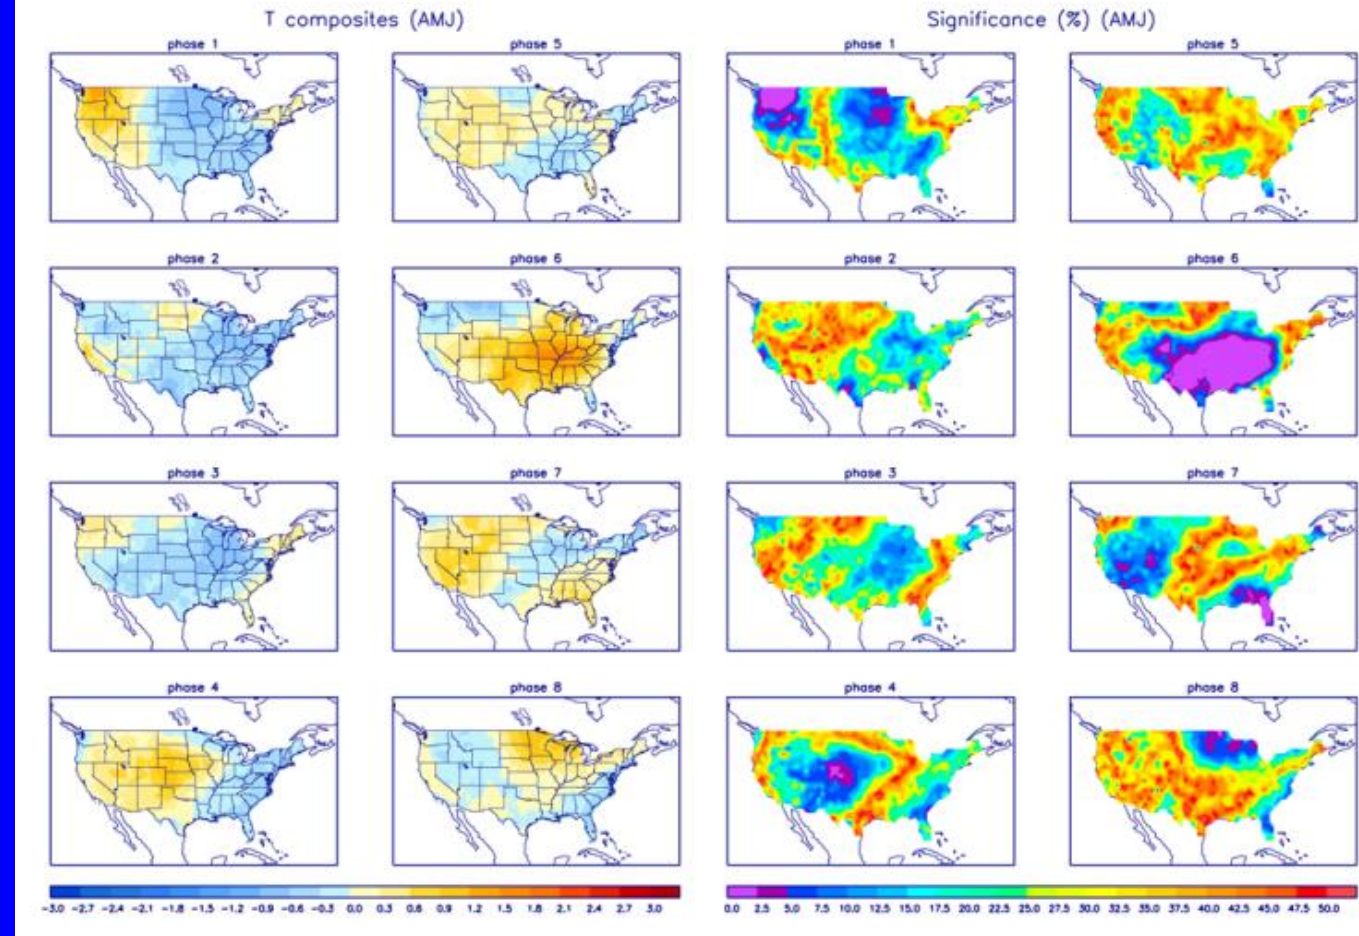 T composites (AMJ)
Significance (%) (AMJ)
phase 1
phase 5
phase 1
phase 5
phase 2
phase 6
phase 2
phase 6
phase 3
phase 7
phase 3
phase 7
phase 4
phase 8
phase 4
phase 8
-3.0 -2.7 -2.4 -2.1 -1.8 -1.5 -1.2 -0.9 -0.6 -0.3 0.0 0.3 0.6 0.9 1.2 1.5 1.8 2.1 2.4 2.7 3.0
0.0 2.5 5.0 7.5 10.0 12.5 15.0 17.5 20.0 22.5 25.0 27.5 30.0 32.5 35.0 37.5 40.0 42.5 45.0 47.5 50.0